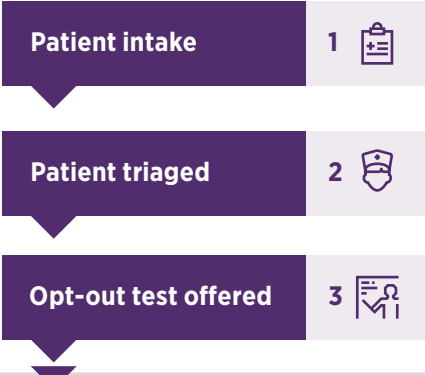 Patient intake 1
Patient triaged 2
Opt-out test offered 3